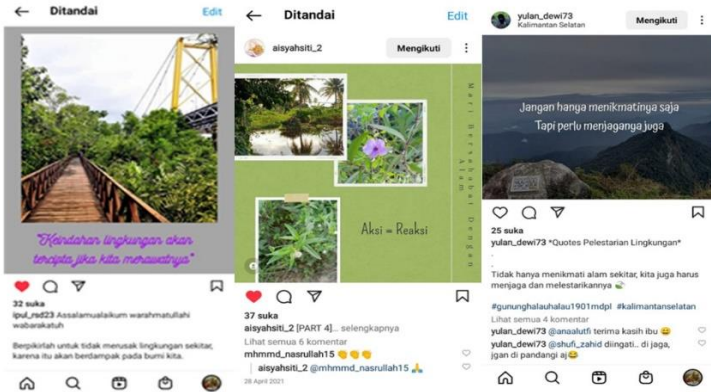 Ditandai
Edit
"Keindahan lingkungan akan
tercipta jika kita merawatnya"
32 suka
ipul_rsd23 Assalamualaikum warahmatullahi
wabarakatuh
Berpikirlah untuk tidak merusak lingkungan sekitar,
karena itu akan berdampak pada bumi kita.
Ditandai
Edit
aisyahsiti_2
Mengikuti
Mari Bersahabat Dengan
Alam
Aksi = Reaksi
37 suka
aisyahsiti_2 [PART 4]... selengkapnya
Lihat semua 6 komentar
mhmmd_nasrullah15 👏👏👏
aisyahsiti_2 @mhmmd_nasrullah15 🙏
28 April 2021
yulan_dewi73
Kalimantan Selatan
Mengikuti
Jangan hanya menikmatinya saja
Tapi perlu menjaganya juga
25 suka
yulan_dewi73 *Quotes Pelestarian Lingkungan*
.
.
Tidak hanya menikmati alam sekitar, kita juga harus
menjaga dan melestarikannya 🍃
#gununghalauhalau1901mdpl #kalimantanselatan
Lihat semua 4 komentar
yulan_dewi73 @anaalutfi terima kasih ibu 😄
yulan_dewi73 @shufi_zahid diingati.. di jaga,
jgan di pandangi aj😂